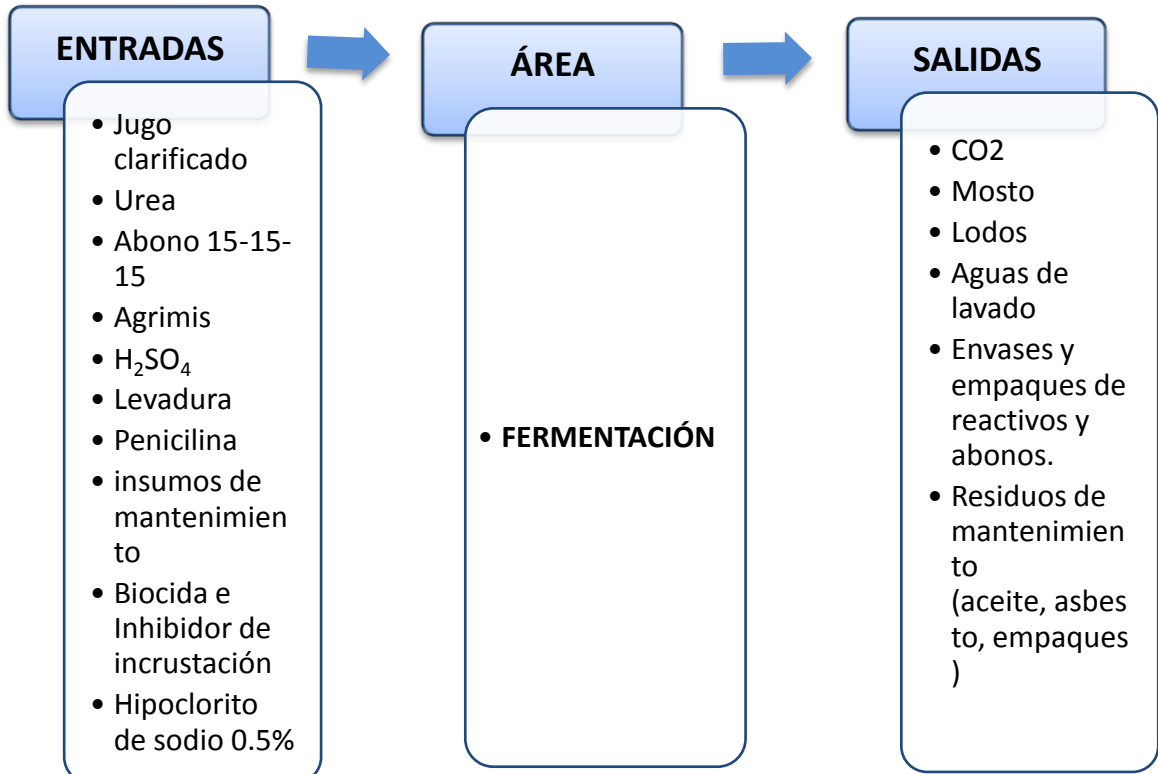 ENTRADAS
• Jugo
clarificado
• Urea
• Abono 15-15-
15
• Agrimis
• H₂SO₄
• Levadura
• Penicilina
• insumos de
mantenimien
to
• Biocida e
Inhibidor de
incrustación
• Hipoclorito
de sodio 0.5%
ÁREA
• FERMENTACIÓN
SALIDAS
• CO2
• Mosto
• Lodos
• Aguas de
lavado
• Envases y
empaques de
reactivos y
abonos.
• Residuos de
mantenimien
to
(aceite, asbes
to, empaques
)